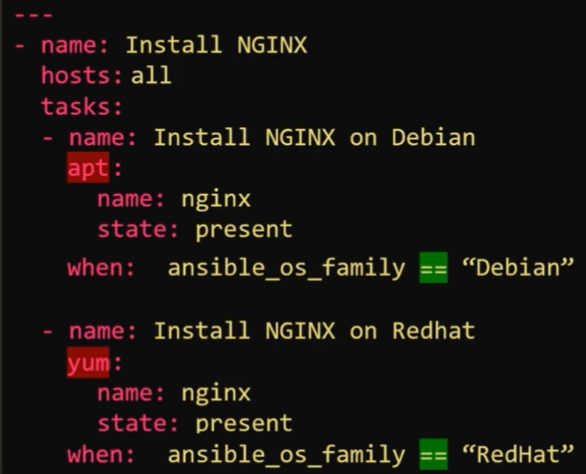 ---
- name: Install NGINX
hosts: all
tasks:
- name: Install NGINX on Debian
apt:
name: nginx
state: present
when: ansible_os_family == “Debian”
- name: Install NGINX on Redhat
yum:
name: nginx
state: present
when: ansible_os_family == “RedHat”